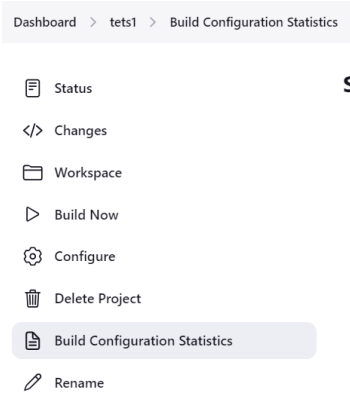 Dashboard > tets1 > Build Configuration Statistics
Status
Changes
Workspace
Build Now
Configure
Delete Project
Build Configuration Statistics
Rename